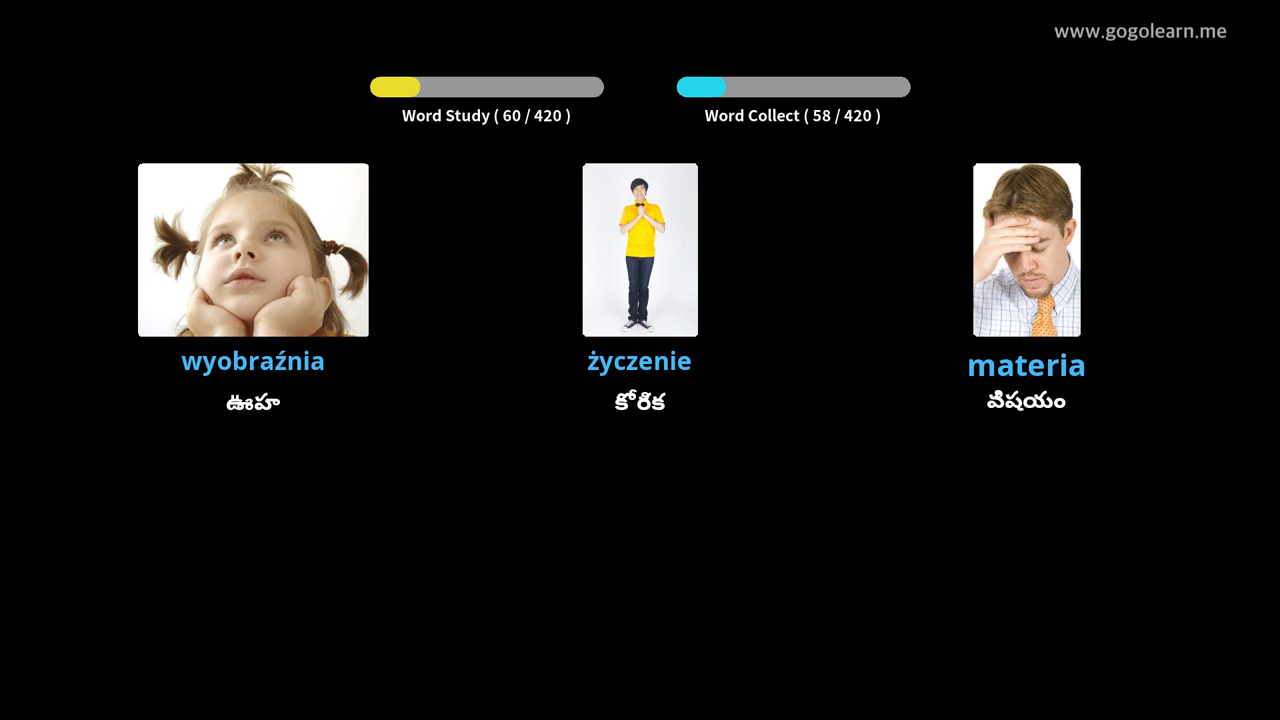 www.gogolearn.me
Word Study ( 60 / 420 )
Word Collect ( 58 / 420 )
wyobraźnia
życzenie
materia
ఊహ
కోరిక
విషయం